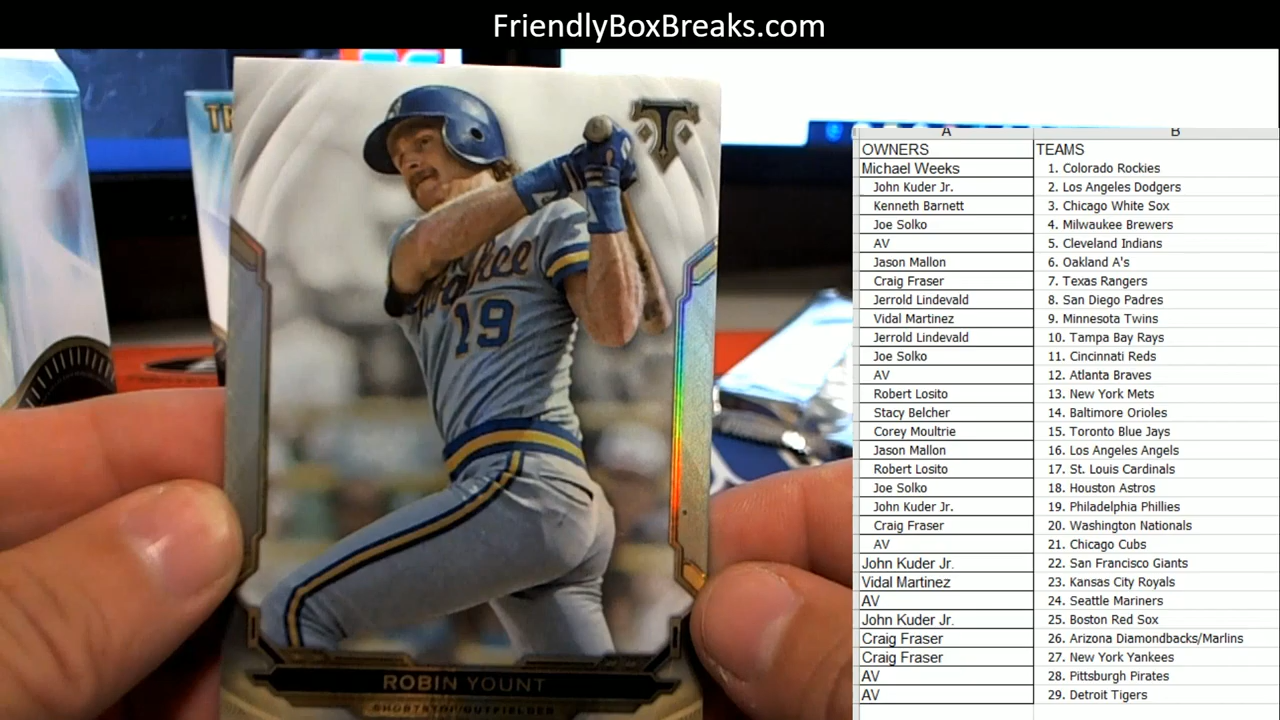 FriendlyBoxBreaks.com
TR
T
19
ROBIN YOUNT
SHORTSTOP/OUTFIELDER
A B
OWNERS TEAMS
Michael Weeks 1. Colorado Rockies
John Kuder Jr. 2. Los Angeles Dodgers
Kenneth Barnett 3. Chicago White Sox
Joe Solko 4. Milwaukee Brewers
AV 5. Cleveland Indians
Jason Mallon 6. Oakland A's
Craig Fraser 7. Texas Rangers
Jerrold Lindevald 8. San Diego Padres
Vidal Martinez 9. Minnesota Twins
Jerrold Lindevald 10. Tampa Bay Rays
Joe Solko 11. Cincinnati Reds
AV 12. Atlanta Braves
Robert Losito 13. New York Mets
Stacy Belcher 14. Baltimore Orioles
Corey Moultrie 15. Toronto Blue Jays
Jason Mallon 16. Los Angeles Angels
Robert Losito 17. St. Louis Cardinals
Joe Solko 18. Houston Astros
John Kuder Jr. 19. Philadelphia Phillies
Craig Fraser 20. Washington Nationals
AV 21. Chicago Cubs
John Kuder Jr. 22. San Francisco Giants
Vidal Martinez 23. Kansas City Royals
AV 24. Seattle Mariners
John Kuder Jr. 25. Boston Red Sox
Craig Fraser 26. Arizona Diamondbacks/Marlins
Craig Fraser 27. New York Yankees
AV 28. Pittsburgh Pirates
AV 29. Detroit Tigers